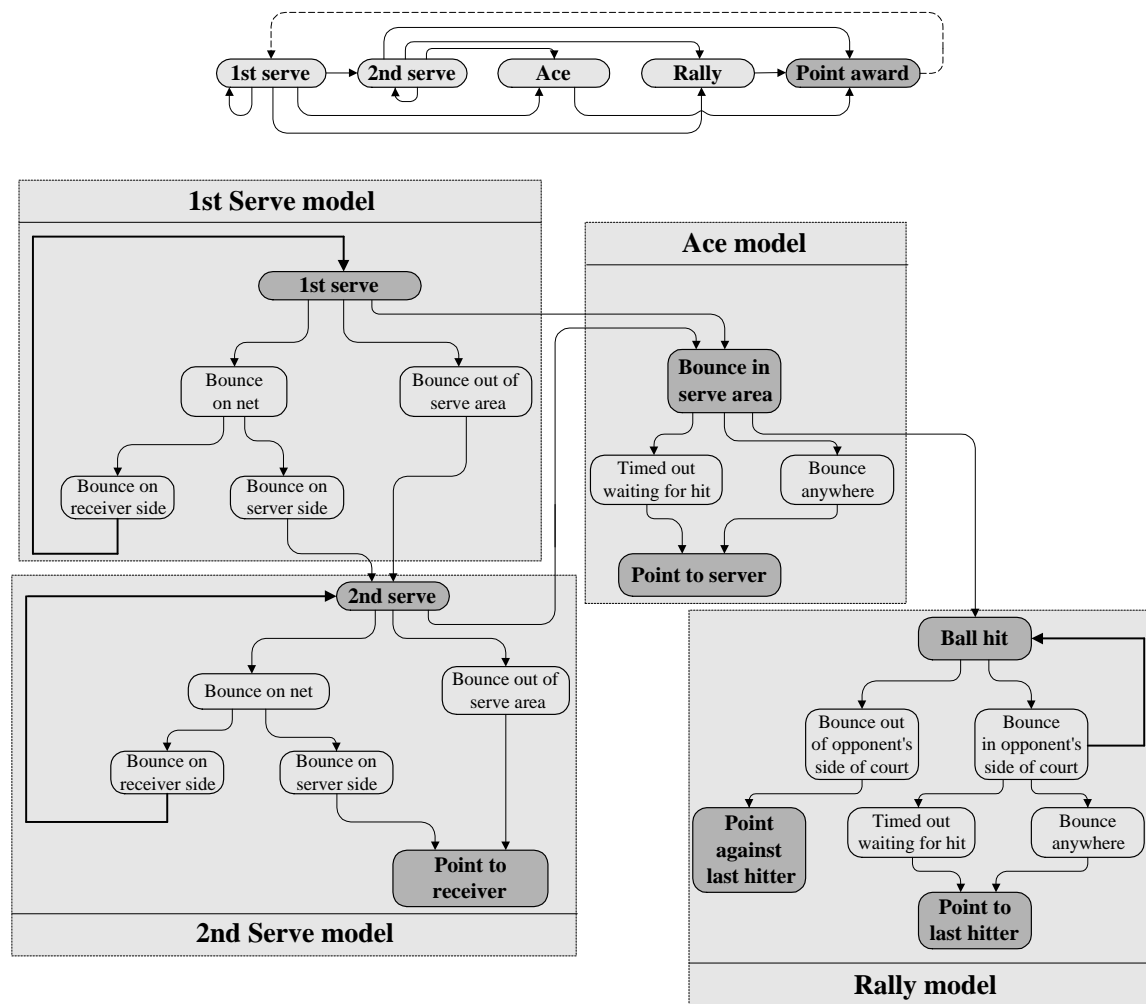 1st serve
2nd serve
Ace
Rally
Point award
1st Serve model
1st serve
Bounce
on net
Bounce out of
serve area
Bounce on
receiver side
Bounce on
server side
Ace model
Bounce in
serve area
Timed out
waiting for hit
Bounce
anywhere
Point to server
2nd serve
Bounce on net
Bounce out of
serve area
Bounce on
receiver side
Bounce on
server side
Point to
receiver
2nd Serve model
Ball hit
Bounce out
of opponent's
side of court
Bounce
in opponent's
side of court
Point
against
last hitter
Timed out
waiting for hit
Bounce
anywhere
Point to
last hitter
Rally model